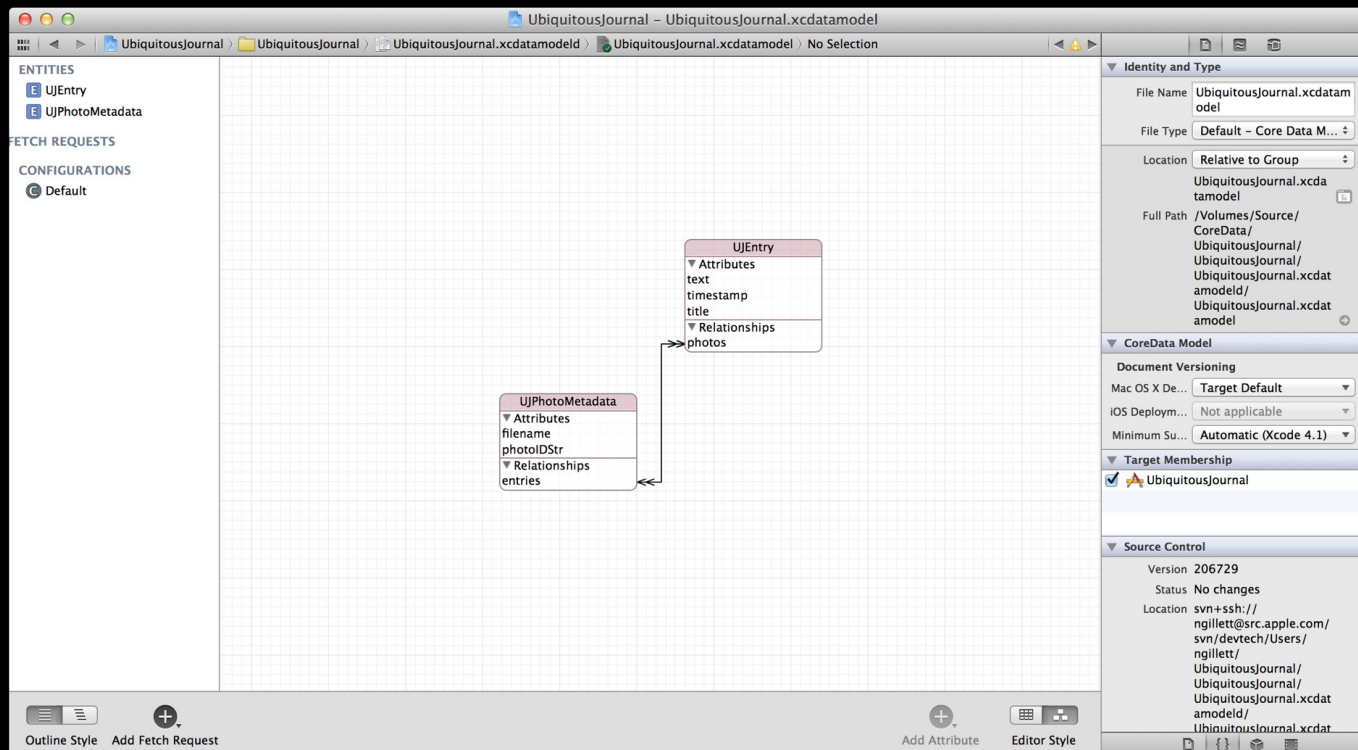 UbiquitousJournal – UbiquitousJournal.xcdatamodel
UbiquitousJournal UbiquitousJournal UbiquitousJournal.xcdatamodeld UbiquitousJournal.xcdatamodel No Selection
ENTITIES
E UJEntry
E UJPhotoMetadata
FETCH REQUESTS
CONFIGURATIONS
C Default
UJEntry
Attributes
text
timestamp
title
Relationships
photos
UJPhotoMetadata
Attributes
filename
photoIDStr
Relationships
entries
Outline Style
Add Fetch Request
Add Attribute
Editor Style
Identity and Type
File Name UbiquitousJournal.xcdatam
odel
File Type Default – Core Data M...
Location Relative to Group
UbiquitousJournal.xcda
tamodel
Full Path /Volumes/Source/
CoreData/
UbiquitousJournal/
UbiquitousJournal/
UbiquitousJournal.xcdat
amodeld/
UbiquitousJournal.xcdat
amodel
CoreData Model
Document Versioning
Mac OS X De... Target Default
iOS Deploym... Not applicable
Minimum Su... Automatic (Xcode 4.1)
Target Membership
UbiquitousJournal
Source Control
Version 206729
Status No changes
Location svn+ssh://
ngillett@src.apple.com/
svn/devtech/Users/
ngillett/
UbiquitousJournal/
UbiquitousJournal/
UbiquitousJournal.xcdat
amodeld/
UbiquitousJournal.xcdat
{ }